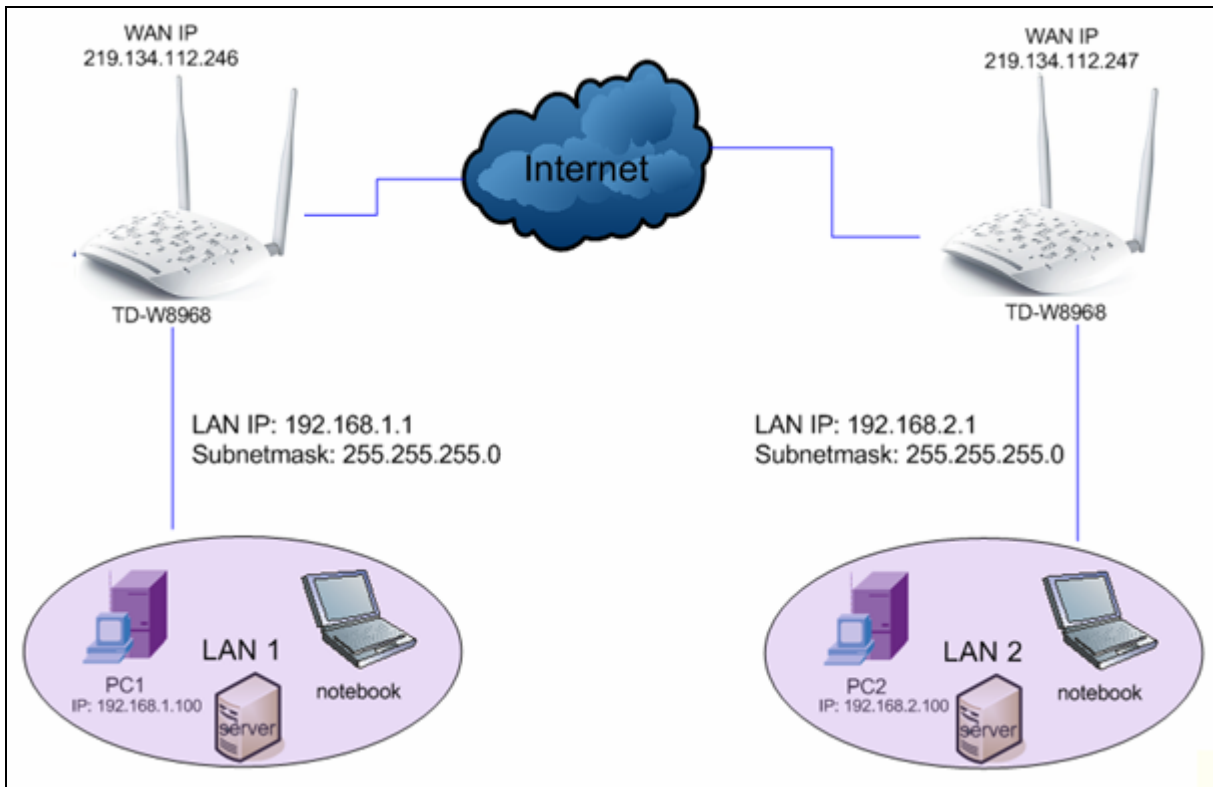 WAN IP
219.134.112.246
WAN IP
219.134.112.247
Internet
TD-W8968
TD-W8968
LAN IP: 192.168.1.1
Subnetmask: 255.255.255.0
LAN IP: 192.168.2.1
Subnetmask: 255.255.255.0
LAN 1
PC1
IP: 192.168.1.100
server
notebook
LAN 2
PC2
IP: 192.168.2.100
server
notebook